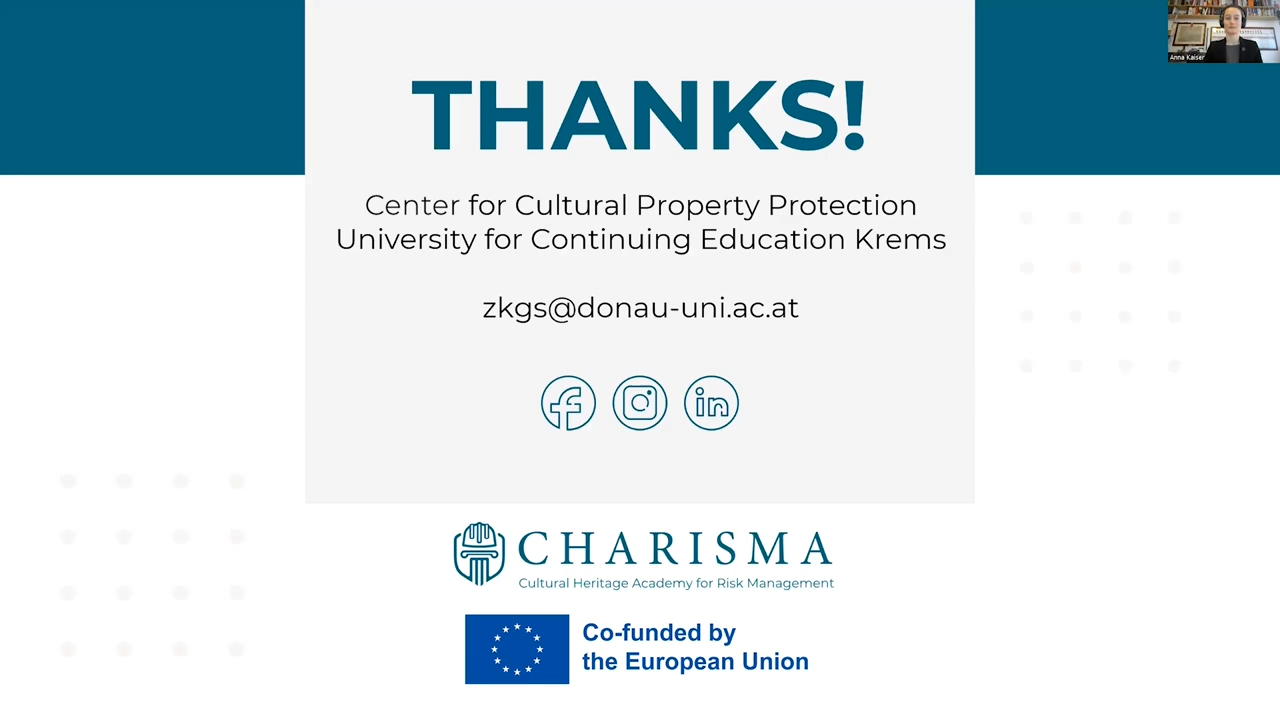 THANKS!
Center for Cultural Property Protection
University for Continuing Education Krems
zkgs@donau-uni.ac.at
CHARISMA
Cultural Heritage Academy for Risk Management
Co-funded by
the European Union
Anna Kaiser